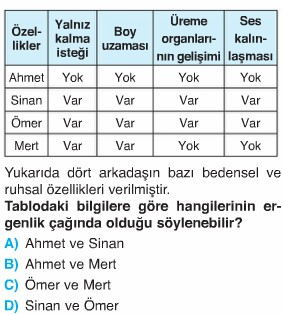 Özel-
likler
Yalnız
kalma
isteği
Boy
uzaması
Üreme
organları-
nın gelişimi
Ses
kalın-
laşması
Ahmet Yok Yok Yok Yok
Sinan Var Var Var Var
Ömer Var Var Var Var
Mert Var Var Yok Yok
Yukarıda dört arkadaşın bazı bedensel ve
ruhsal özellikleri verilmiştir.
Tablodaki bilgilere göre hangilerinin er-
genlik çağında olduğu söylenebilir?
A) Ahmet ve Sinan
B) Ahmet ve Mert
C) Ömer ve Mert
D) Sinan ve Ömer